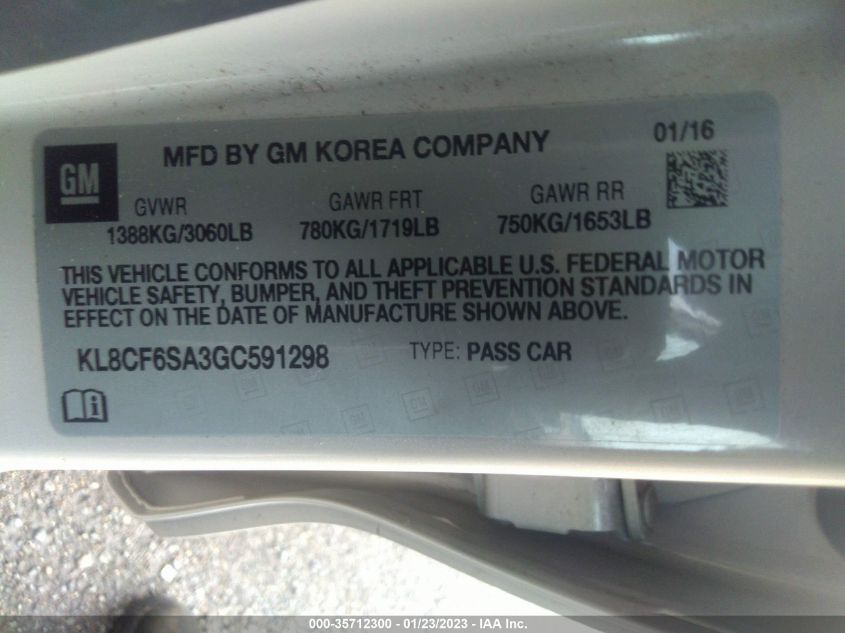 GM
MFD BY GM KOREA COMPANY
01/16
GVWR GAWR FRT GAWR RR
1388KG/3060LB 780KG/1719LB 750KG/1653LB
THIS VEHICLE CONFORMS TO ALL APPLICABLE U.S. FEDERAL MOTOR
VEHICLE SAFETY, BUMPER, AND THEFT PREVENTION STANDARDS IN
EFFECT ON THE DATE OF MANUFACTURE SHOWN ABOVE.
KL8CF6SA3GC591298 TYPE: PASS CAR
000-35712300 - 01/23/2023 - IAA Inc.